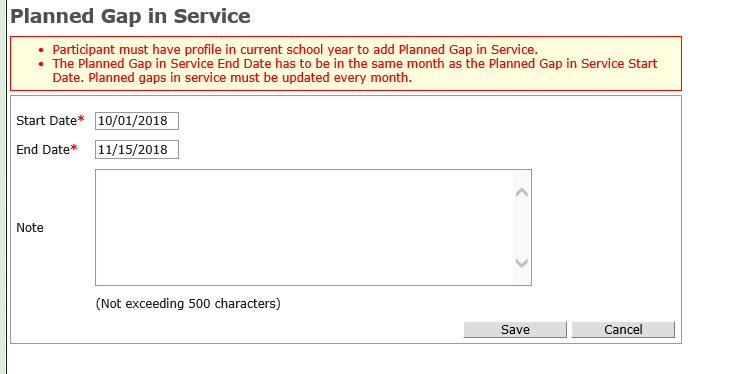 Planned Gap in Service
• Participant must have profile in current school year to add Planned Gap in Service.
• The Planned Gap in Service End Date has to be in the same month as the Planned Gap in Service Start
Date. Planned gaps in service must be updated every month.
Start Date* 10/01/2018
End Date* 11/15/2018
Note
(Not exceeding 500 characters)
Save Cancel